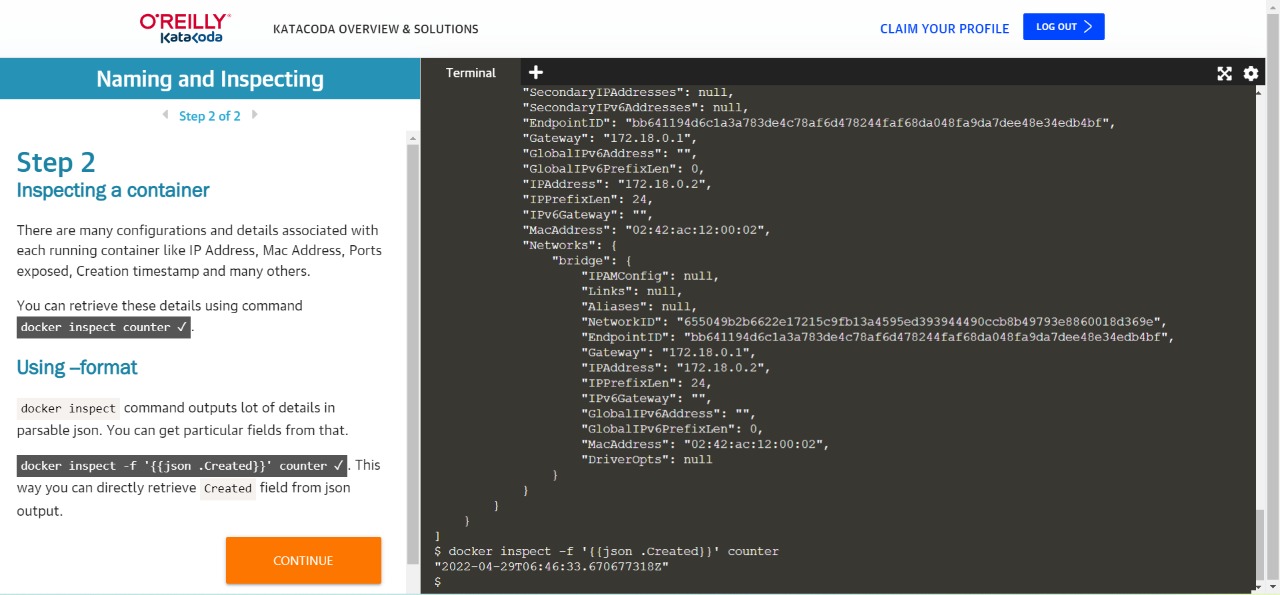 O'REILLY
Katacoda
KATACODA OVERVIEW & SOLUTIONS
CLAIM YOUR PROFILE
LOG OUT
Naming and Inspecting
Step 2 of 2
Step 2
Inspecting a container
There are many configurations and details associated with
each running container like IP Address, Mac Address, Ports
exposed, Creation timestamp and many others.
You can retrieve these details using command
docker inspect counter ✓.
Using –format
docker inspect command outputs lot of details in
parsable json. You can get particular fields from that.
docker inspect -f '{{json .Created}}' counter ✓. This
way you can directly retrieve Created field from json
output.
CONTINUE
Terminal
"SecondaryIPAddresses": null,
"SecondaryIPv6Addresses": null,
"EndpointID": "bb641194d6c1a3a783de4c78af6d478244faf68da048fa9da7dee48e34edb4bf",
"Gateway": "172.18.0.1",
"GlobalIPv6Address": "",
"GlobalIPv6PrefixLen": 0,
"IPAddress": "172.18.0.2",
"IPPrefixLen": 24,
"IPv6Gateway": "",
"MacAddress": "02:42:ac:12:00:02",
"Networks": {
"bridge": {
"IPAMConfig": null,
"Links": null,
"Aliases": null,
"NetworkID": "655049b2b6622e17215c9fb13a4595ed393944490ccb8b49793e8860018d369e",
"EndpointID": "bb641194d6c1a3a783de4c78af6d478244faf68da048fa9da7dee48e34edb4bf",
"Gateway": "172.18.0.1",
"IPAddress": "172.18.0.2",
"IPPrefixLen": 24,
"IPv6Gateway": "",
"GlobalIPv6Address": "",
"GlobalIPv6PrefixLen": 0,
"MacAddress": "02:42:ac:12:00:02",
"DriverOpts": null
}
}
]
}
]
$ docker inspect -f '{{json .Created}}' counter
"2022-04-29T06:46:33.670677318Z"
$